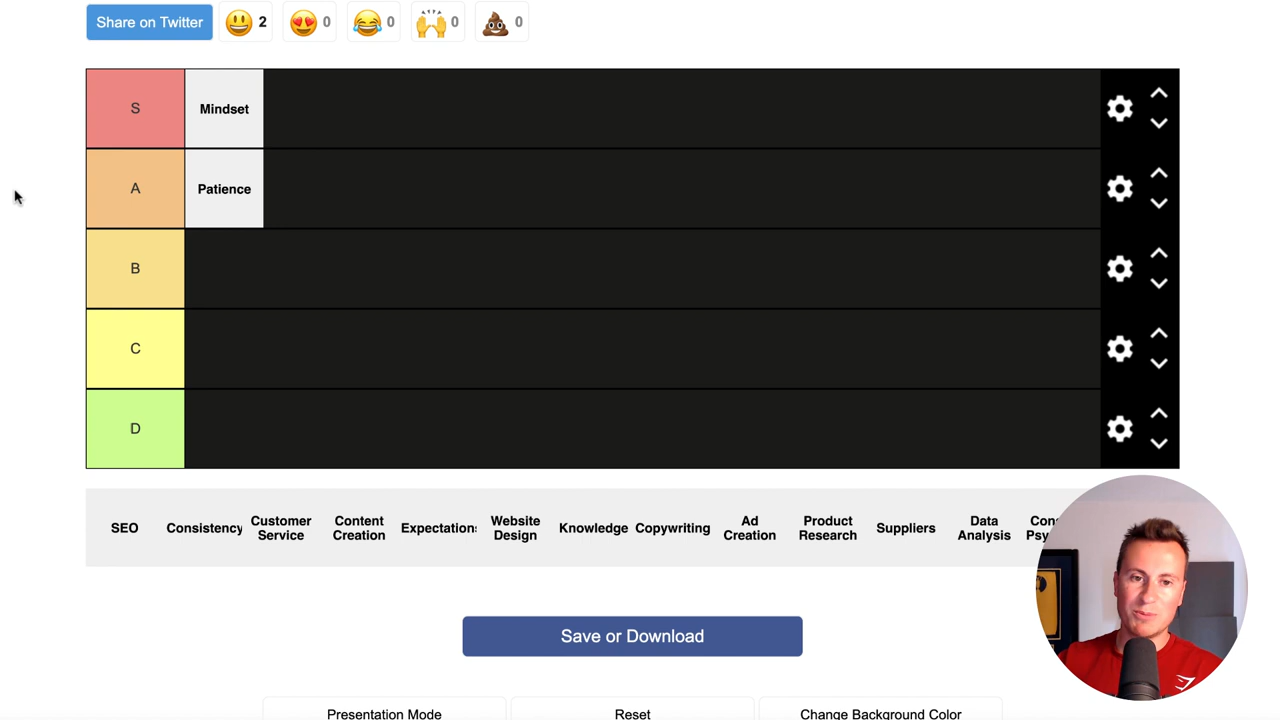 Share on Twitter 2 0 0 0 0
S Mindset
A Patience
B
C
D
SEO Consistency Customer Service Content Creation Website Design Knowledge Copywriting Ad Creation Product Research Suppliers Data Analysis
Save or Download
Presentation Mode Reset Change Background Color